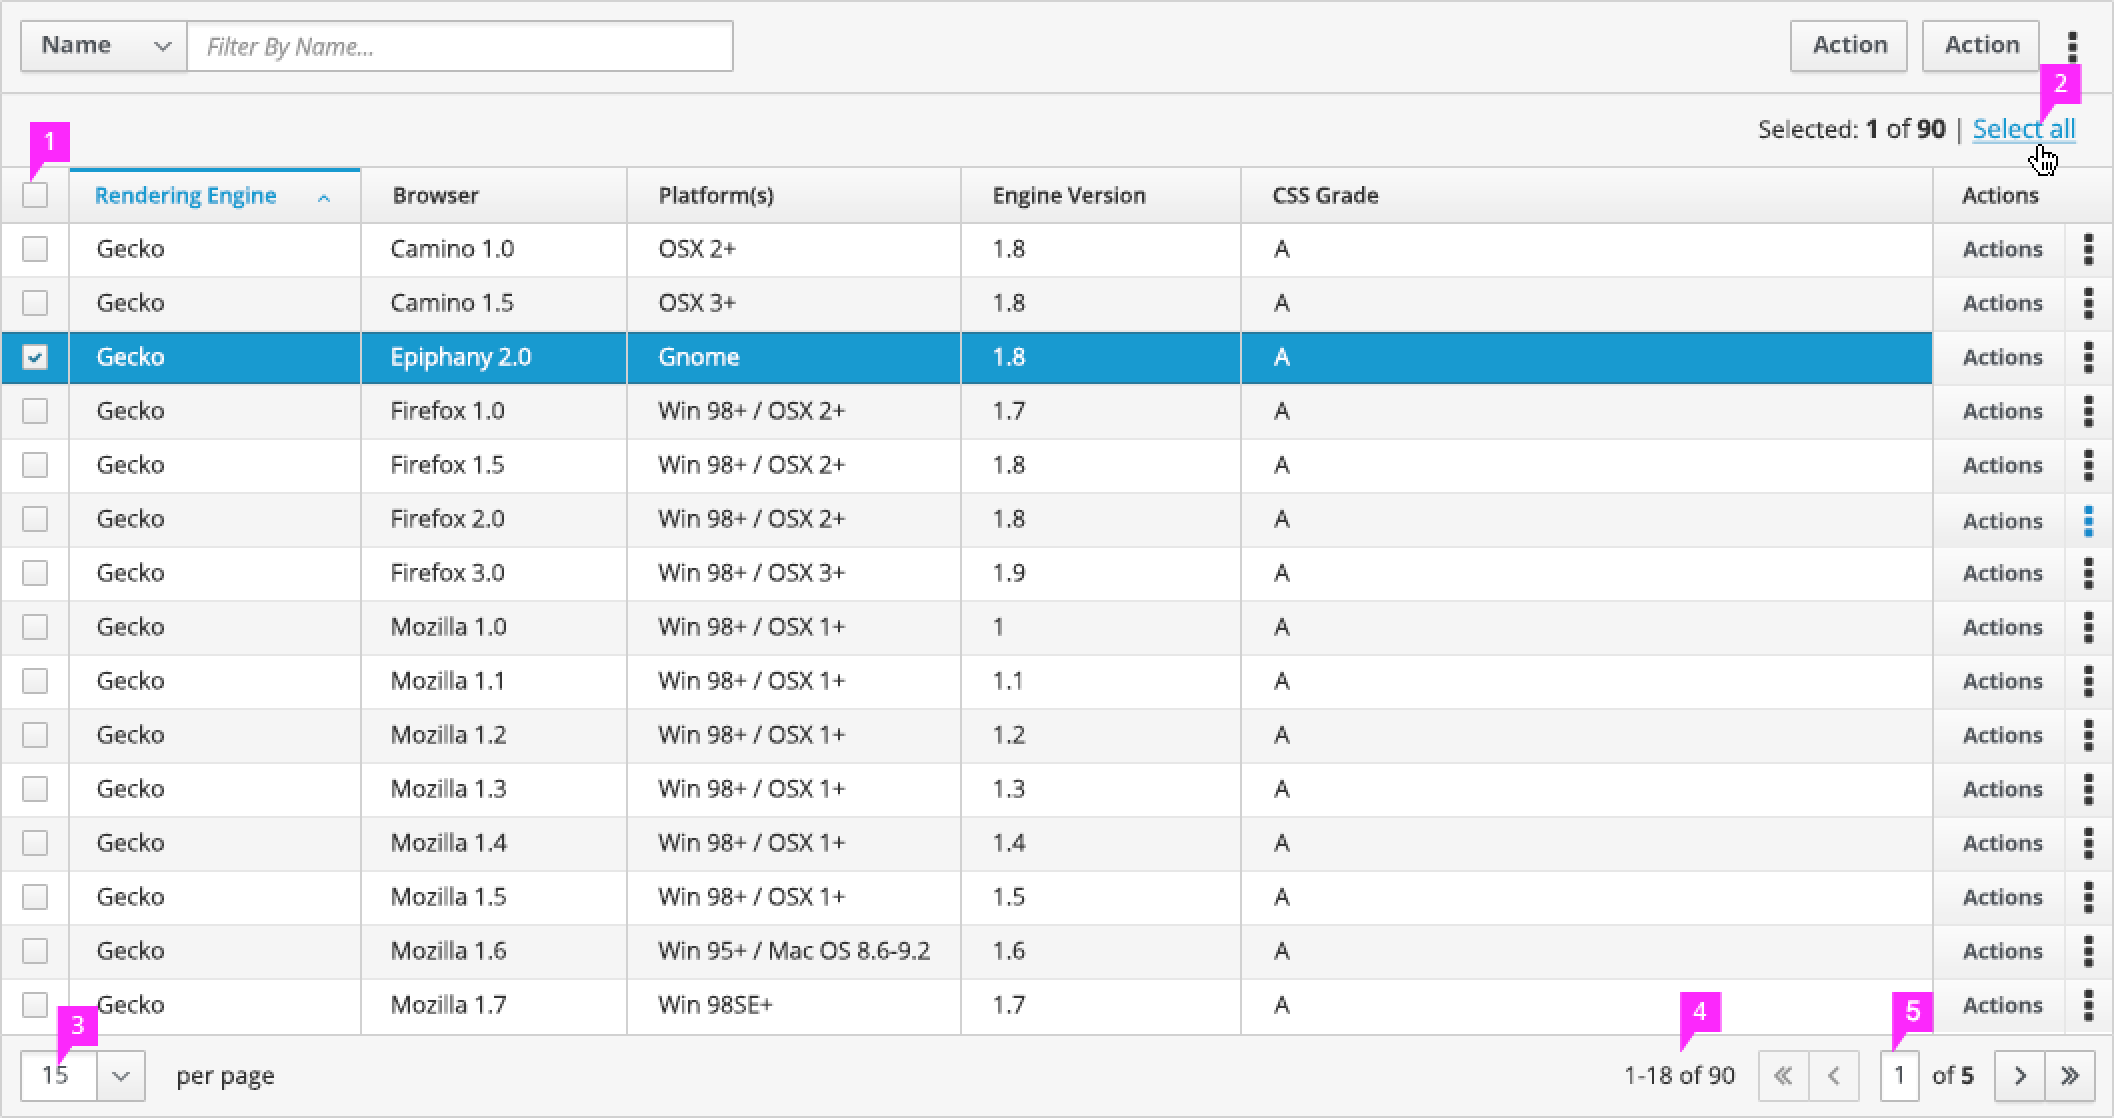 Name Filter By Name... Action Action
2
1 Selected: 1 of 90 | Select all
Rendering Engine Browser Platform(s) Engine Version CSS Grade Actions
Gecko Camino 1.0 OSX 2+ 1.8 A Actions
Gecko Camino 1.5 OSX 3+ 1.8 A Actions
Gecko Epiphany 2.0 Gnome 1.8 A Actions
Gecko Firefox 1.0 Win 98+ / OSX 2+ 1.7 A Actions
Gecko Firefox 1.5 Win 98+ / OSX 2+ 1.8 A Actions
Gecko Firefox 2.0 Win 98+ / OSX 2+ 1.8 A Actions
Gecko Firefox 3.0 Win 98+ / OSX 3+ 1.9 A Actions
Gecko Mozilla 1.0 Win 98+ / OSX 1+ 1 A Actions
Gecko Mozilla 1.1 Win 98+ / OSX 1+ 1.1 A Actions
Gecko Mozilla 1.2 Win 98+ / OSX 1+ 1.2 A Actions
Gecko Mozilla 1.3 Win 98+ / OSX 1+ 1.3 A Actions
Gecko Mozilla 1.4 Win 98+ / OSX 1+ 1.4 A Actions
Gecko Mozilla 1.5 Win 98+ / OSX 1+ 1.5 A Actions
Gecko Mozilla 1.6 Win 95+ / Mac OS 8.6-9.2 1.6 A Actions
Gecko Mozilla 1.7 Win 98SE+ 1.7 A Actions
3 4 5
15 per page 1-18 of 90 1 of 5